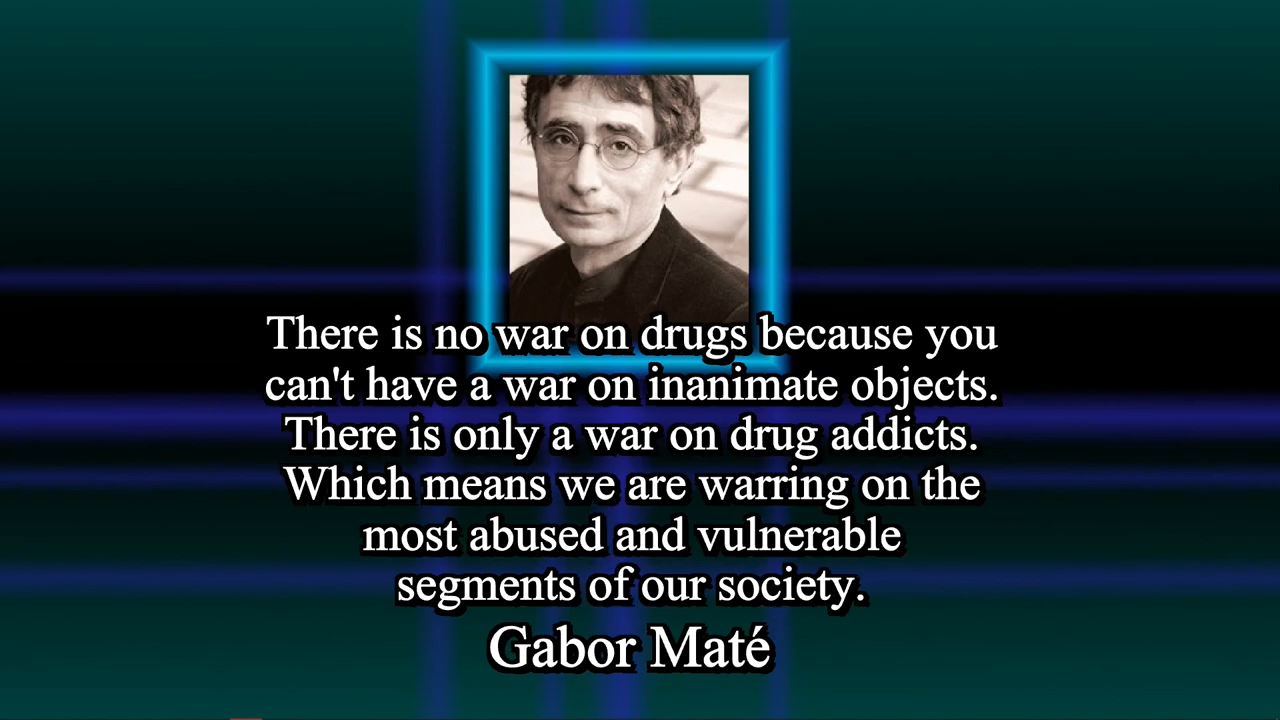 There is no war on drugs because you
can't have a war on inanimate objects.
There is only a war on drug addicts.
Which means we are warring on the
most abused and vulnerable
segments of our society.
Gabor Maté